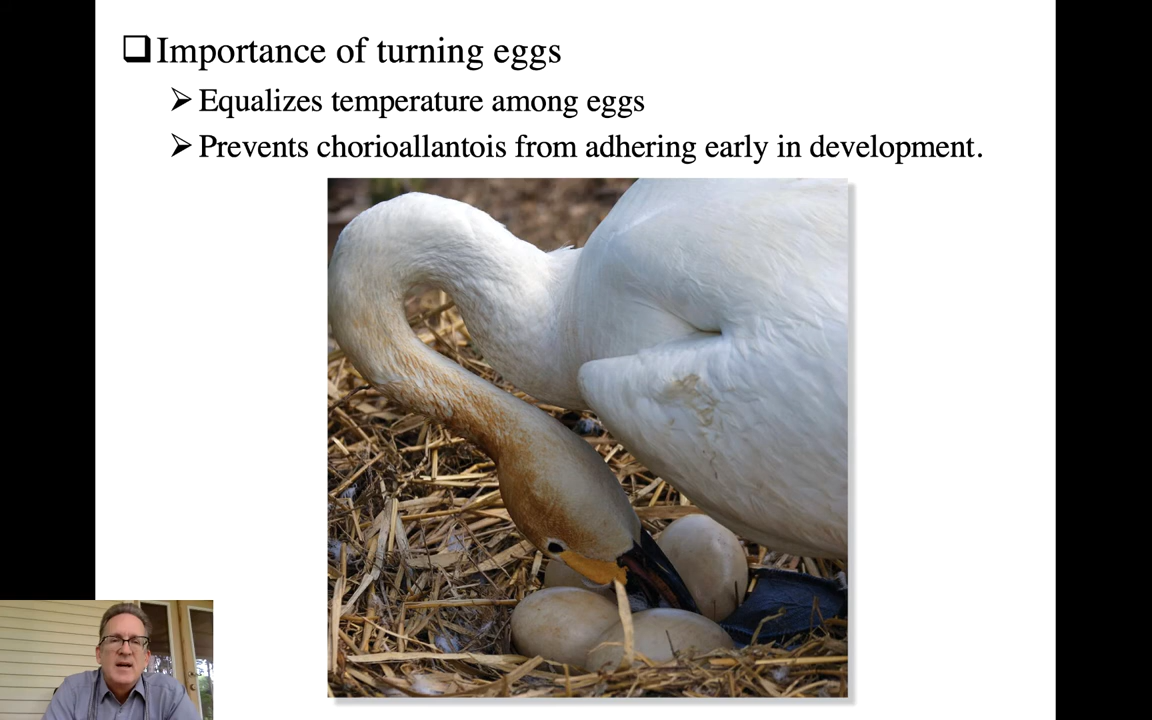 Importance of turning eggs
Equalizes temperature among eggs
Prevents chorioallantois from adhering early in development.